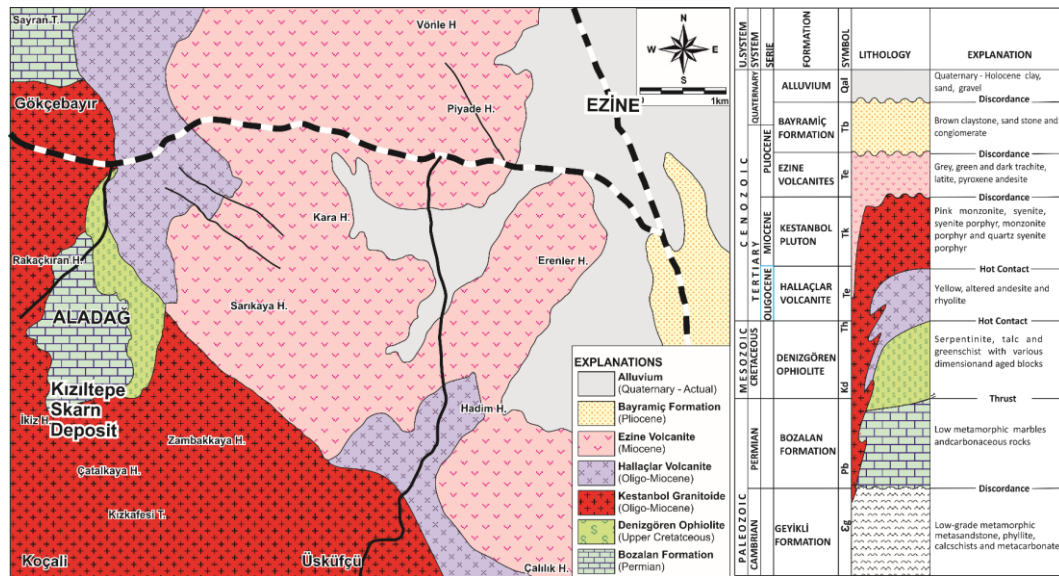 Sayran T.
Vönle H
N
W
E
S
0
1km
Gökçebayır
EZİNE
Piyade H.
Kara H.
Rakaçkıran H.
Erenler H.
Sarıkaya H.
ALADAĞ
Kızıltepe
Skarn
Deposit
İkiz H.
Hadim H.
Zambakkaya H.
Çatalkaya H.
Kızkafesi T.
Koçali
Üsküfçü
Çalılık H.
EXPLANATIONS
Alluvium
(Quaternary - Actual)
Bayramiç Formation
(Pliocene)
Ezine Volcanite
(Miocene)
Hallaçlar Volcanite
(Oligo-Miocene)
Kestanbol Granitoide
(Oligo-Miocene)
Denizgören Ophiolite
(Upper Cretatceous)
Bozalan Formation
(Permian)
U.SYSTEM
SYSTEM
SERIE
FORMATION
SYMBOL
LITHOLOGY
EXPLANATION
QUATERNARY
ALLUVIUM
Qal
Quaternary - Holocene clay,
sand, gravel
Discordance
CENOZOIC
TERTIARY
PLIOCENE
BAYRAMİÇ
FORMATION
Tb
Brown claystone, sand stone and
conglomerate
Discordance
EZINE
VOLCANITES
Te
Grey, green and dark trachite,
latite, pyroxene andesite
Discordance
MIOCENE
KESTANBOL
PLUTON
Tk
Pink monzonite, syenite,
syenite porphyr, monzonite
porphyr and quartz syenite
porphyr
Hot Contact
OLIGOCENE
HALLAÇLAR
VOLCANITE
Te
Yellow, altered andesite and
rhyolite
Hot Contact
Th
MESOZOIC
CRETACEOUS
DENIZGÖREN
OPHIOLITE
Kd
Serpentinite, talc and
greenschist with various
dimensionand aged blocks
Thrust
PALEOZOIC
PERMIAN
BOZALAN
FORMATION
Pb
Low metamorphic marbles
andcarbonaceous rocks
Discordance
CAMBRIAN
GEYİKLİ
FORMATION
Ꞓg
Low-grade metamorphic
metasandstone, phyllite,
calcschists and metacarbonate